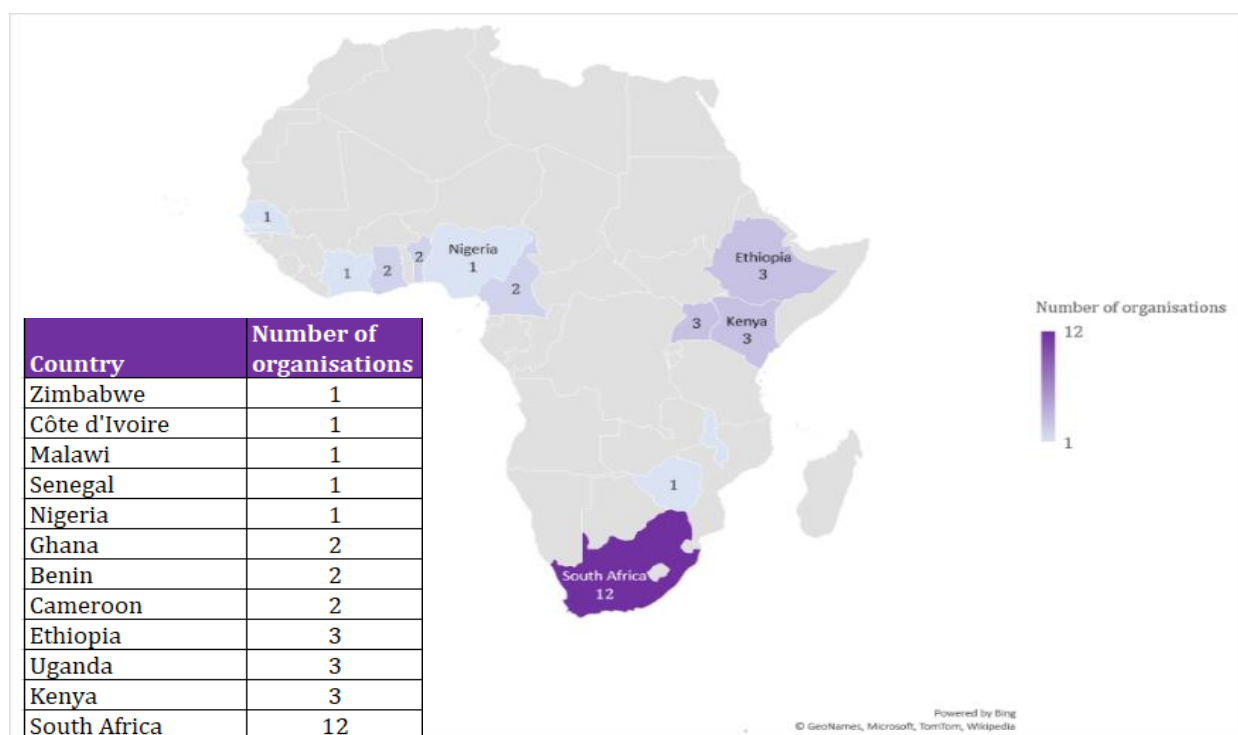 1
1
2
2
Nigeria
1
2
Ethiopia
3
3
Kenya
3
1
South Africa
12
Number of organisations
12
1
Country Number of organisations
Zimbabwe 1
Côte d'Ivoire 1
Malawi 1
Senegal 1
Nigeria 1
Ghana 2
Benin 2
Cameroon 2
Ethiopia 3
Uganda 3
Kenya 3
South Africa 12
Powered by Bing
© GeoNames, Microsoft, TomTom, Wikipedia